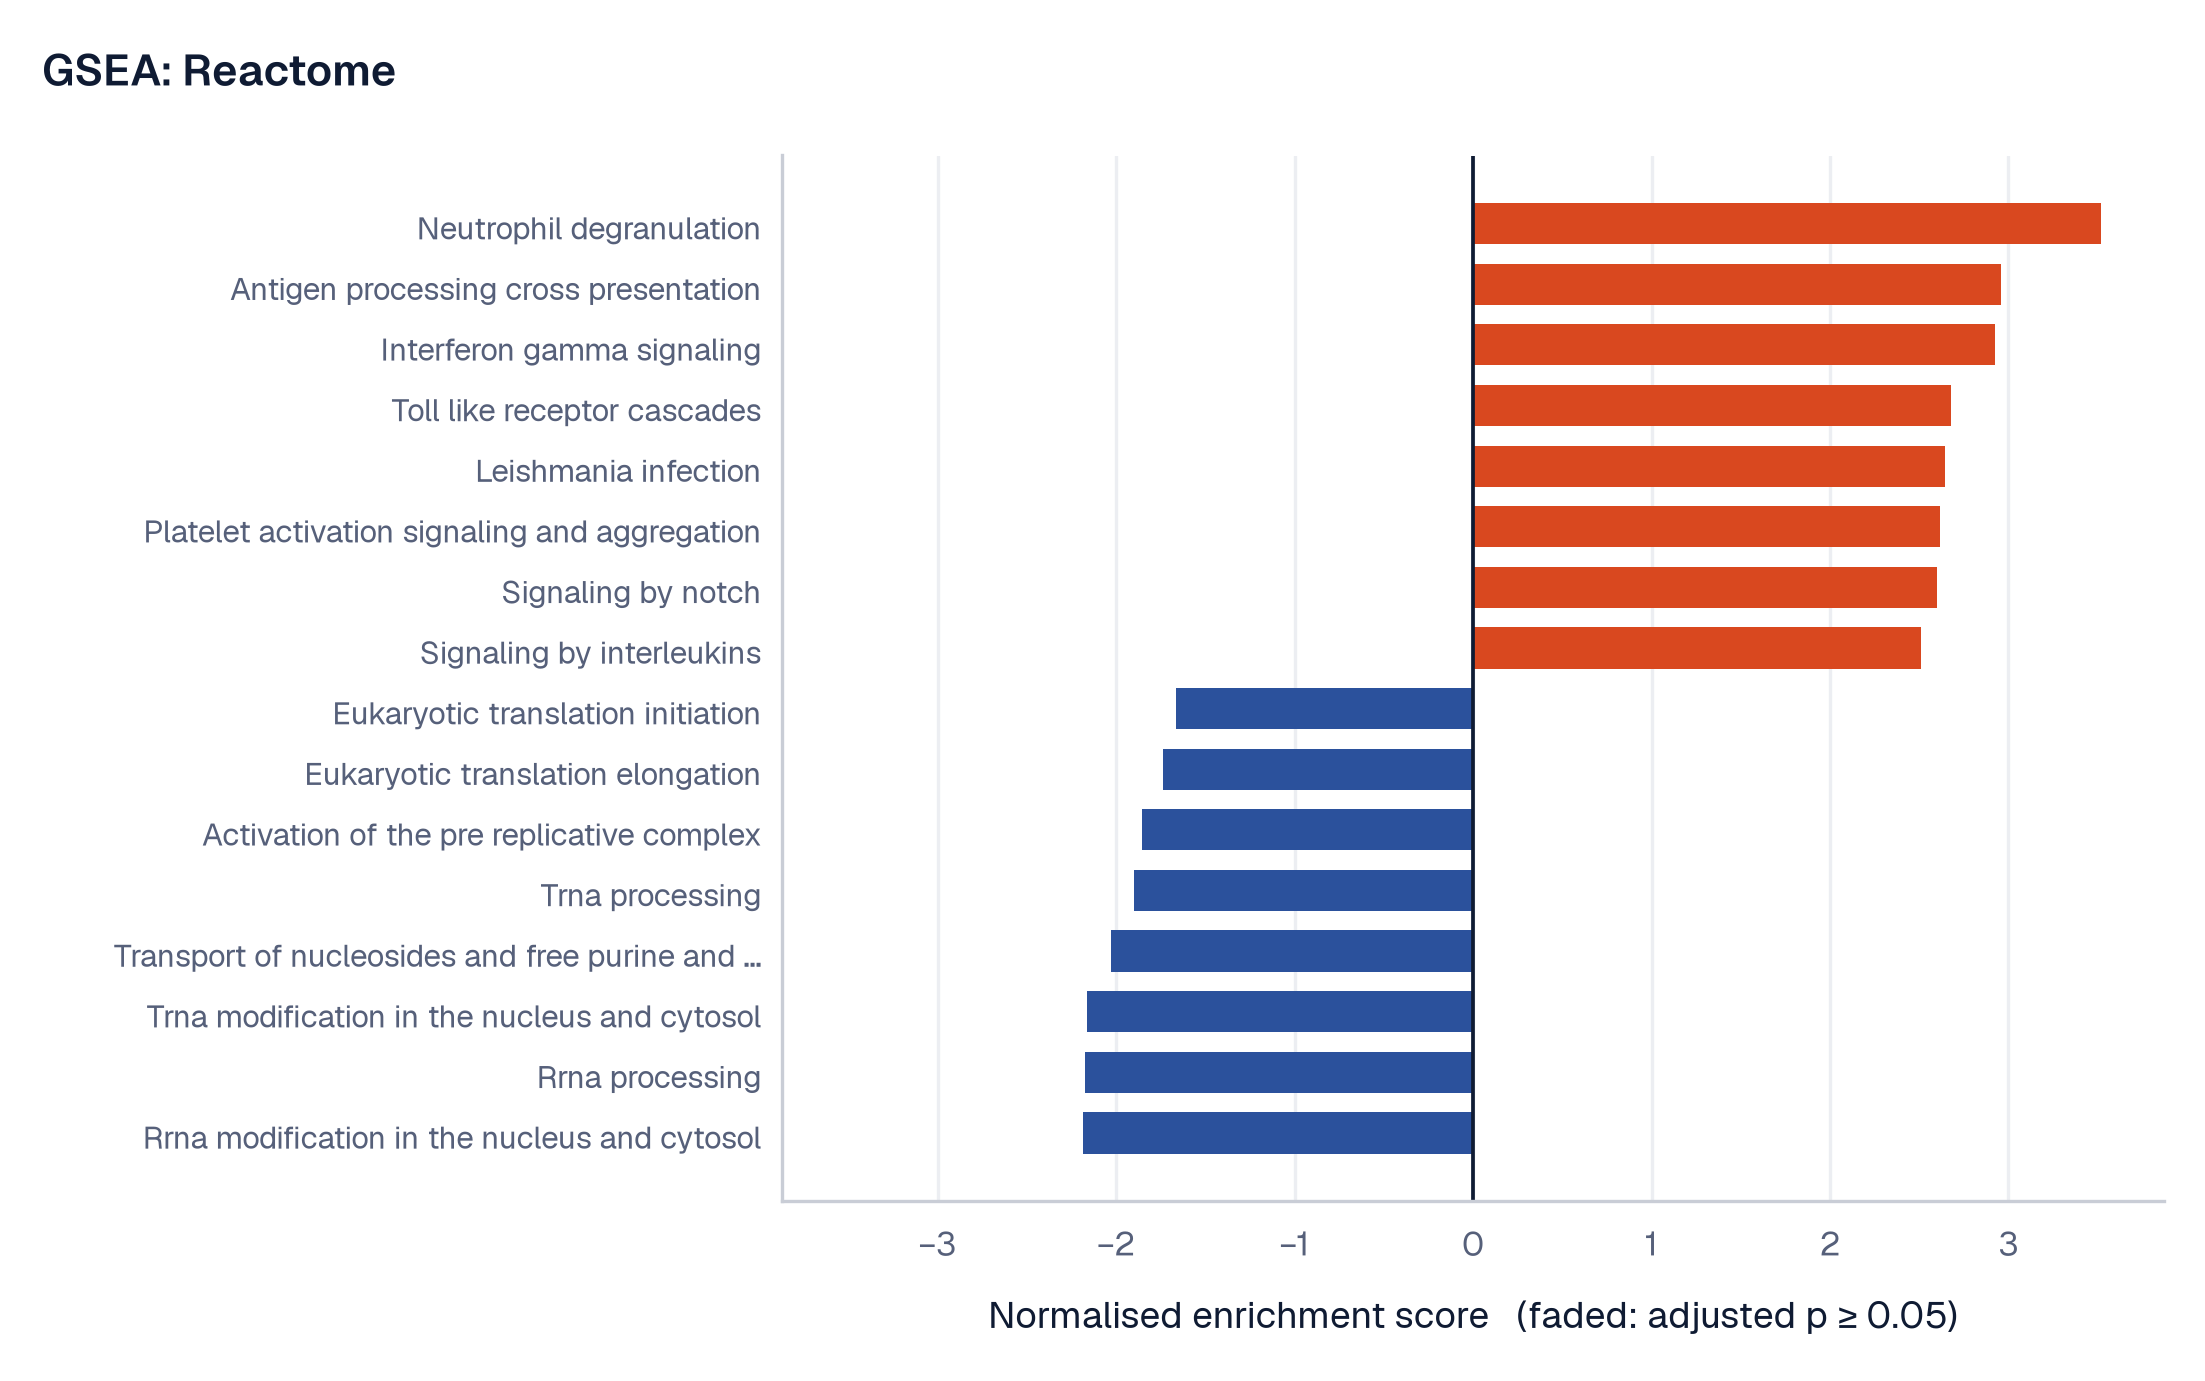 GSEA: Reactome
Neutrophil degranulation
Antigen processing cross presentation
Interferon gamma signaling
Toll like receptor cascades
Leishmania infection
Platelet activation signaling and aggregation
Signaling by notch
Signaling by interleukins
Eukaryotic translation initiation
Eukaryotic translation elongation
Activation of the pre replicative complex
Trna processing
Transport of nucleosides and free purine and …
Trna modification in the nucleus and cytosol
Rrna processing
Rrna modification in the nucleus and cytosol
−3 −2 −1 0 1 2 3
Normalised enrichment score (faded: adjusted p ≥ 0.05)